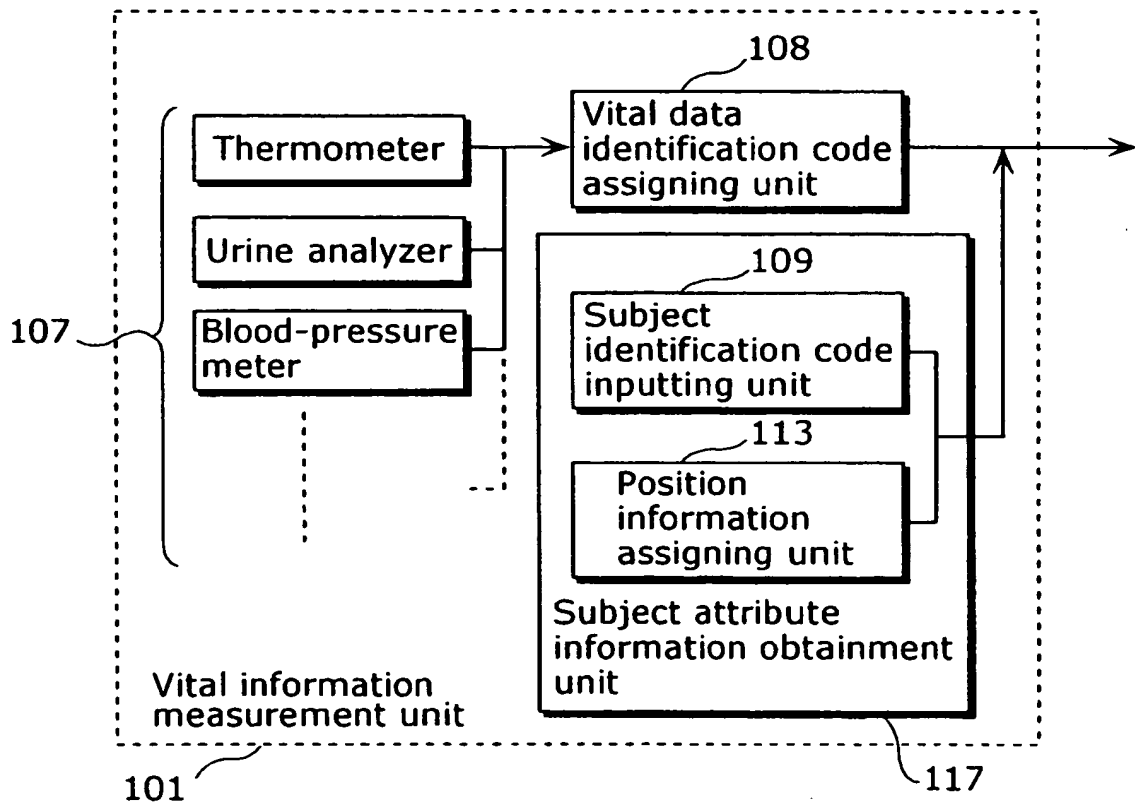 108
Vital data
identification code
assigning unit
Thermometer
Urine analyzer
Blood-pressure
meter
107
109
Subject
identification code
inputting unit
113
Position
information
assigning unit
Subject attribute
information obtainment
unit
Vital information
measurement unit
101
117